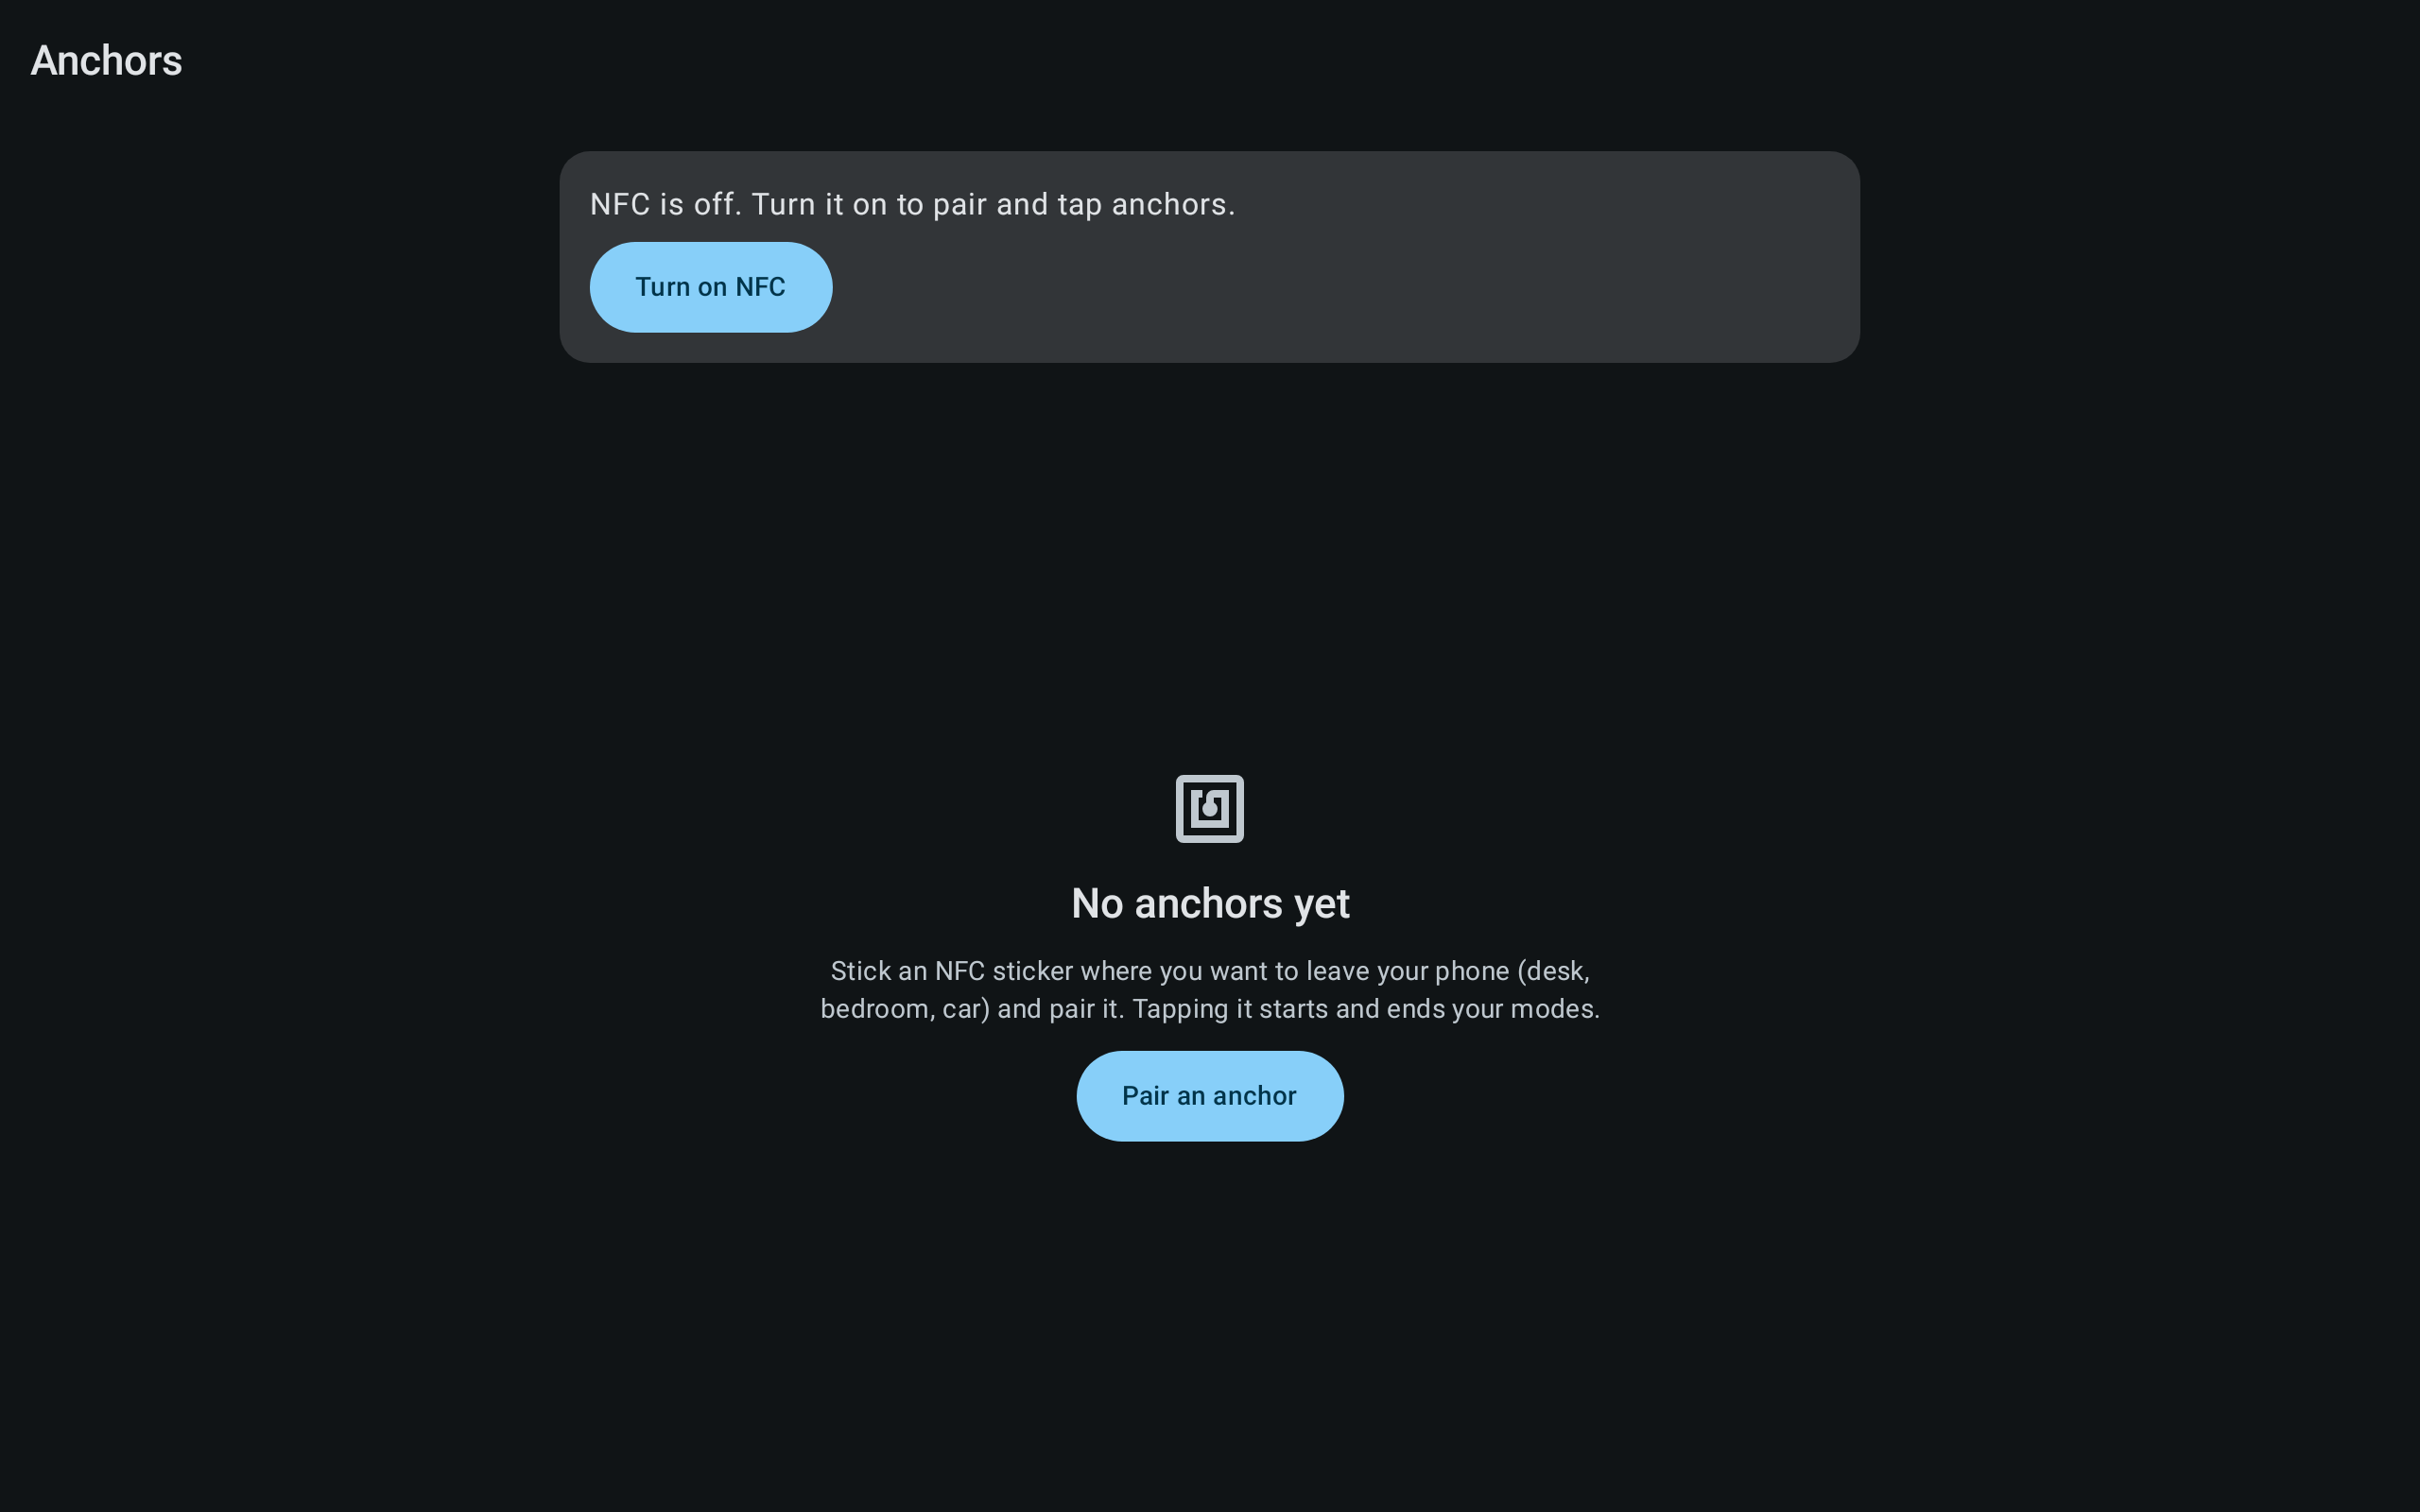 Anchors
NFC is off. Turn it on to pair and tap anchors.
Turn on NFC
No anchors yet
Stick an NFC sticker where you want to leave your phone (desk,
bedroom, car) and pair it. Tapping it starts and ends your modes.
Pair an anchor